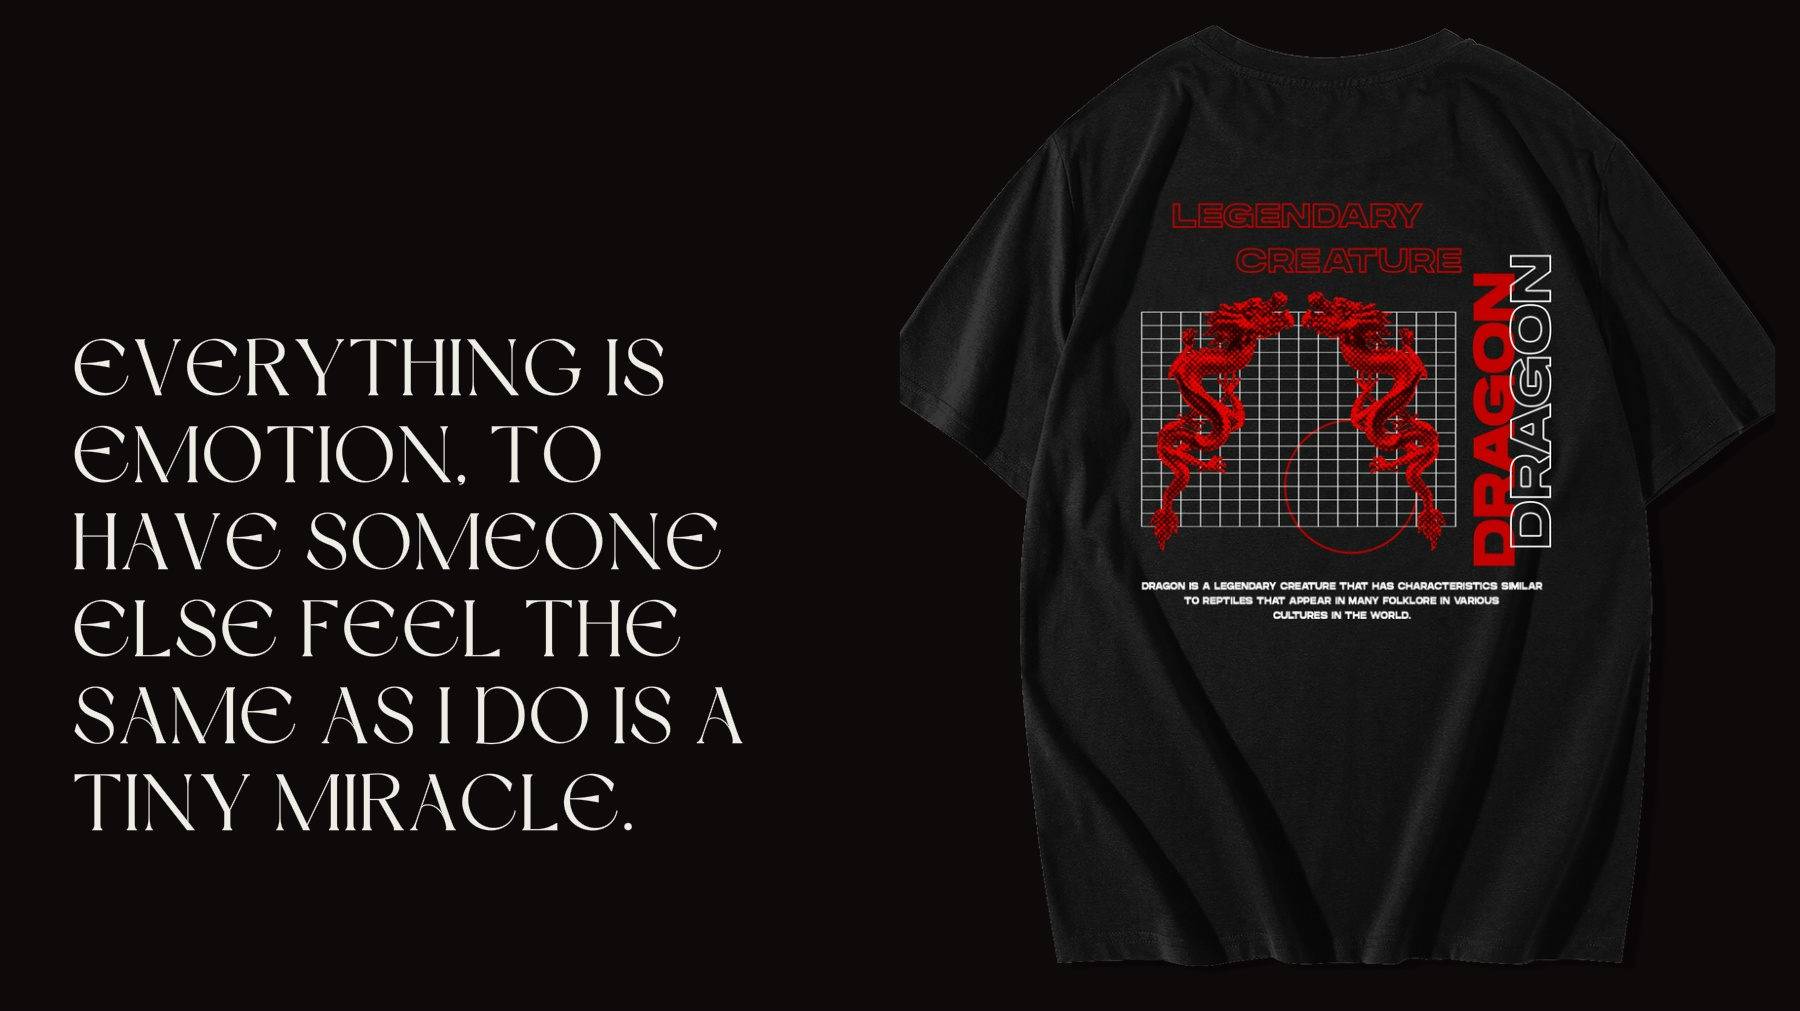 EVERYTHING IS
EMOTION, TO
HAVE SOMEONE
ELSE FEEL THE
SAME AS I DO IS A
TINY MIRACLE.
LEGENDARY
CREATURE
DRAGON
DRAGON
DRAGON IS A LEGENDARY CREATURE THAT HAS CHARACTERISTICS SIMILAR
TO REPTILES THAT APPEAR IN MANY FOLKLORE IN VARIOUS
CULTURES IN THE WORLD.